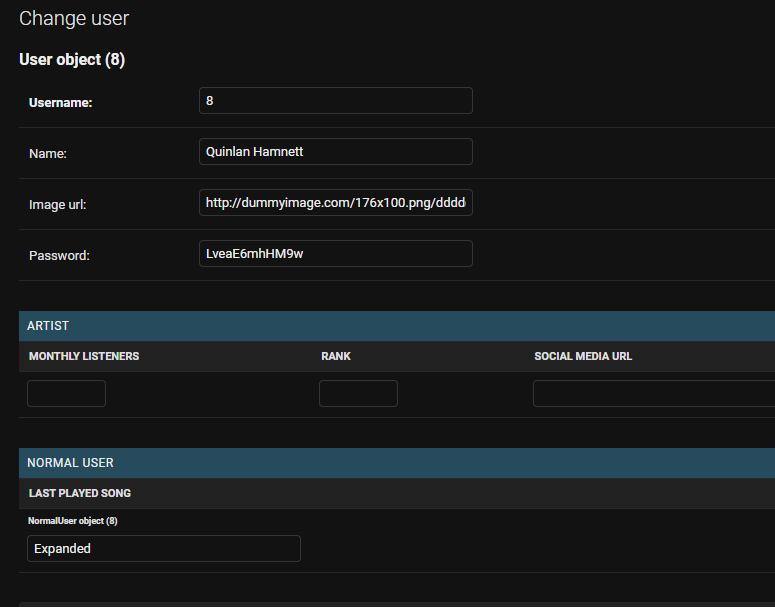 Change user
User object (8)
Username: 8
Name: Quinlan Hamnett
Image url: http://dummyimage.com/176x100.png/dddd
Password: LveaE6mhHM9w
ARTIST
MONTHLY LISTENERS RANK SOCIAL MEDIA URL
NORMAL USER
LAST PLAYED SONG
NormalUser object (8)
Expanded